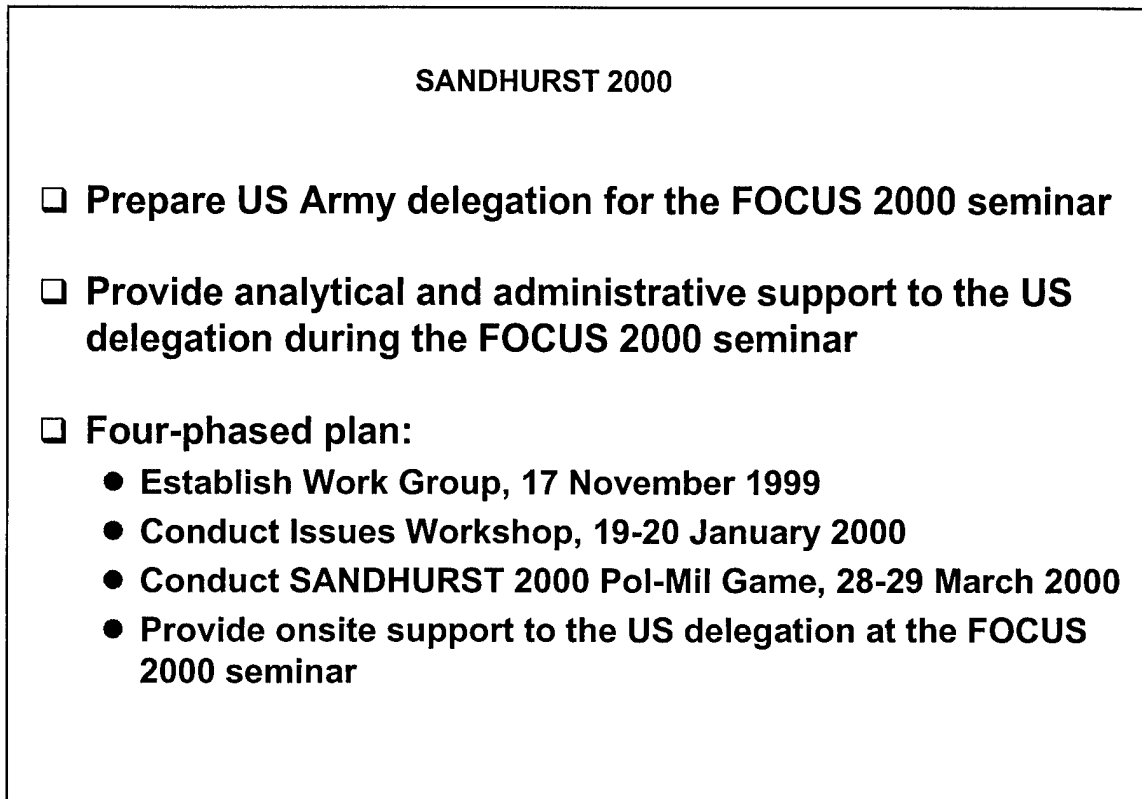 SANDHURST 2000
❑ Prepare US Army delegation for the FOCUS 2000 seminar
❑ Provide analytical and administrative support to the US
delegation during the FOCUS 2000 seminar
❑ Four-phased plan:
● Establish Work Group, 17 November 1999
● Conduct Issues Workshop, 19-20 January 2000
● Conduct SANDHURST 2000 Pol-Mil Game, 28-29 March 2000
● Provide onsite support to the US delegation at the FOCUS
2000 seminar